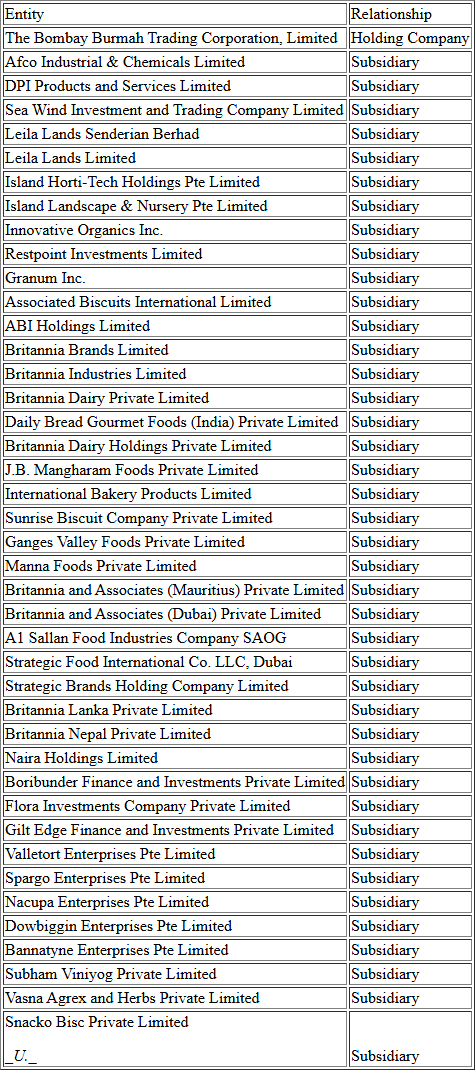 Entity Relationship
The Bombay Burmah Trading Corporation, Limited Holding Company
Afco Industrial & Chemicals Limited Subsidiary
DPI Products and Services Limited Subsidiary
Sea Wind Investment and Trading Company Limited Subsidiary
Leila Lands Senderian Berhad Subsidiary
Leila Lands Limited Subsidiary
Island Horti-Tech Holdings Pte Limited Subsidiary
Island Landscape & Nursery Pte Limited Subsidiary
Innovative Organics Inc. Subsidiary
Restpoint Investments Limited Subsidiary
Granum Inc. Subsidiary
Associated Biscuits International Limited Subsidiary
ABI Holdings Limited Subsidiary
Britannia Brands Limited Subsidiary
Britannia Industries Limited Subsidiary
Britannia Dairy Private Limited Subsidiary
Daily Bread Gourmet Foods (India) Private Limited Subsidiary
Britannia Dairy Holdings Private Limited Subsidiary
J.B. Mangharam Foods Private Limited Subsidiary
International Bakery Products Limited Subsidiary
Sunrise Biscuit Company Private Limited Subsidiary
Ganges Valley Foods Private Limited Subsidiary
Manna Foods Private Limited Subsidiary
Britannia and Associates (Mauritius) Private Limited Subsidiary
Britannia and Associates (Dubai) Private Limited Subsidiary
A1 Sallan Food Industries Company SAOG Subsidiary
Strategic Food International Co. LLC, Dubai Subsidiary
Strategic Brands Holding Company Limited Subsidiary
Britannia Lanka Private Limited Subsidiary
Britannia Nepal Private Limited Subsidiary
Naira Holdings Limited Subsidiary
Boribunder Finance and Investments Private Limited Subsidiary
Flora Investments Company Private Limited Subsidiary
Gilt Edge Finance and Investments Private Limited Subsidiary
Valletort Enterprises Pte Limited Subsidiary
Spargo Enterprises Pte Limited Subsidiary
Nacupa Enterprises Pte Limited Subsidiary
Dowbiggin Enterprises Pte Limited Subsidiary
Bannatyne Enterprises Pte Limited Subsidiary
Subham Viniyog Private Limited Subsidiary
Vasna Agrex and Herbs Private Limited Subsidiary
Snacko Bisc Private Limited
_U._ Subsidiary